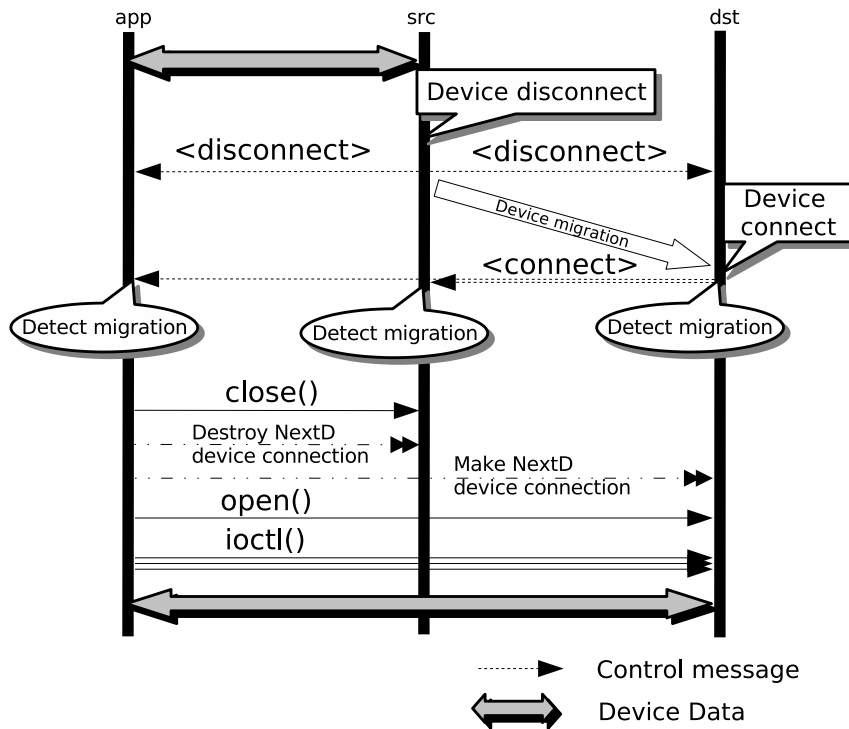 app
src
dst
Device disconnect
<disconnect>
<disconnect>
Device migration
Device
connect
<connect>
Detect migration
Detect migration
Detect migration
close()
Destroy NextD
device connection
Make NextD
device connection
open()
ioctl()
Control message
Device Data